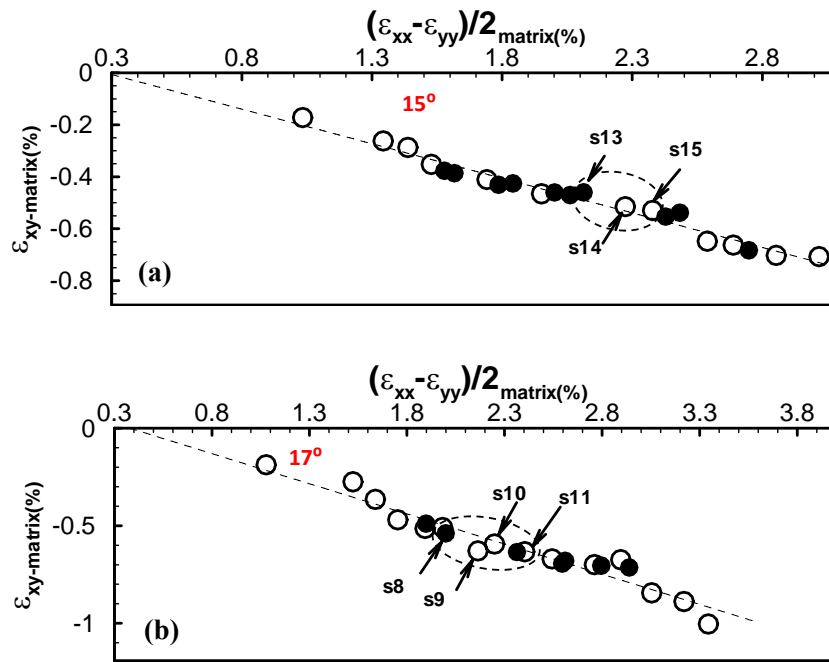 (εxx-εyy)/2matrix(%)
0.3 0.8 1.3 1.8 2.3 2.8
0
-0.2
-0.4
-0.6
-0.8
εxy-matrix(%)
15°
s13
s15
s14
(a)
(εxx-εyy)/2matrix(%)
0.3 0.8 1.3 1.8 2.3 2.8 3.3 3.8
0
-0.5
-1
εxy-matrix(%)
17°
s10
s11
s8
s9
(b)